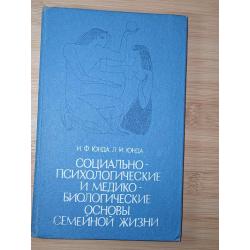 И. Ф. ЮНДА, Л. И. ЮНДА
СОЦИАЛЬНО-
ПСИХОЛОГИЧЕСКИЕ
И МЕДИКО-
БИОЛОГИЧЕСКИЕ
ОСНОВЫ
СЕМЕЙНОЙ ЖИЗНИ